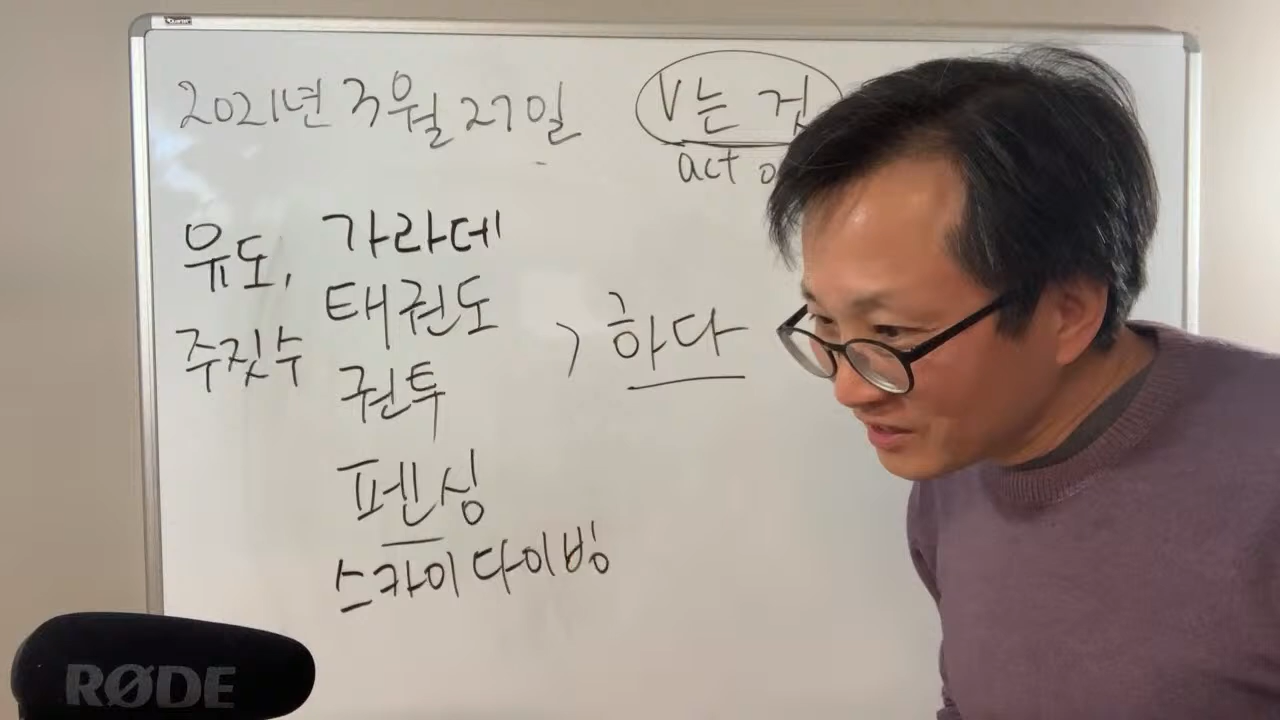 2021년 3월 27일
V는 것
act
유도, 가라데
주짓수 태권도
권투
펜싱
스카이다이빙
하다
RØDE